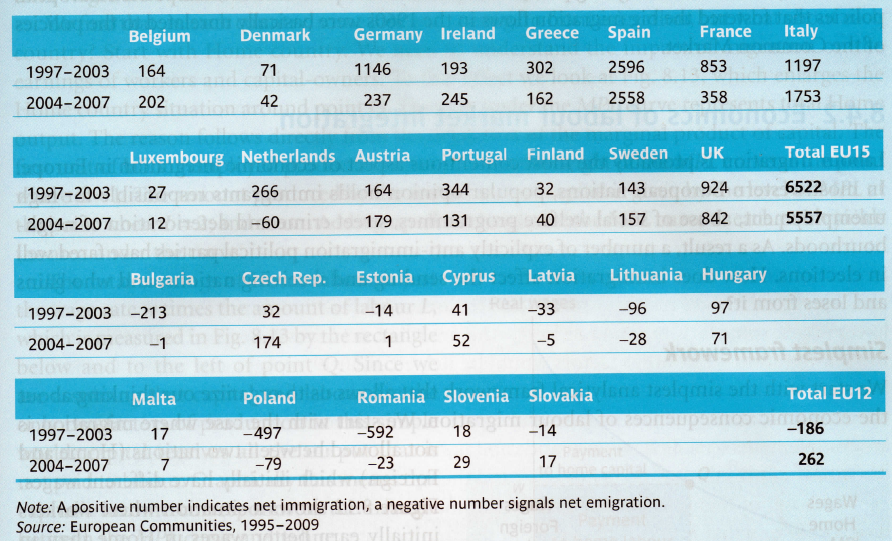 Belgium Denmark Germany Ireland Greece Spain France Italy
1997–2003 164 71 1146 193 302 2596 853 1197
2004–2007 202 42 237 245 162 2558 358 1753
Luxembourg Netherlands Austria Portugal Finland Sweden UK Total EU15
1997–2003 27 266 164 344 32 143 924 6522
2004–2007 12 –60 179 131 40 157 842 5557
Bulgaria Czech Rep. Estonia Cyprus Latvia Lithuania Hungary
1997–2003 –213 32 –14 41 –33 –96 97
2004–2007 –1 174 1 52 –5 –28 71
Malta Poland Romania Slovenia Slovakia Total EU12
1997–2003 17 –497 –592 18 –14 –186
2004–2007 7 –79 –23 29 17 262
Note: A positive number indicates net immigration, a negative number signals net emigration.
Source: European Communities, 1995–2009